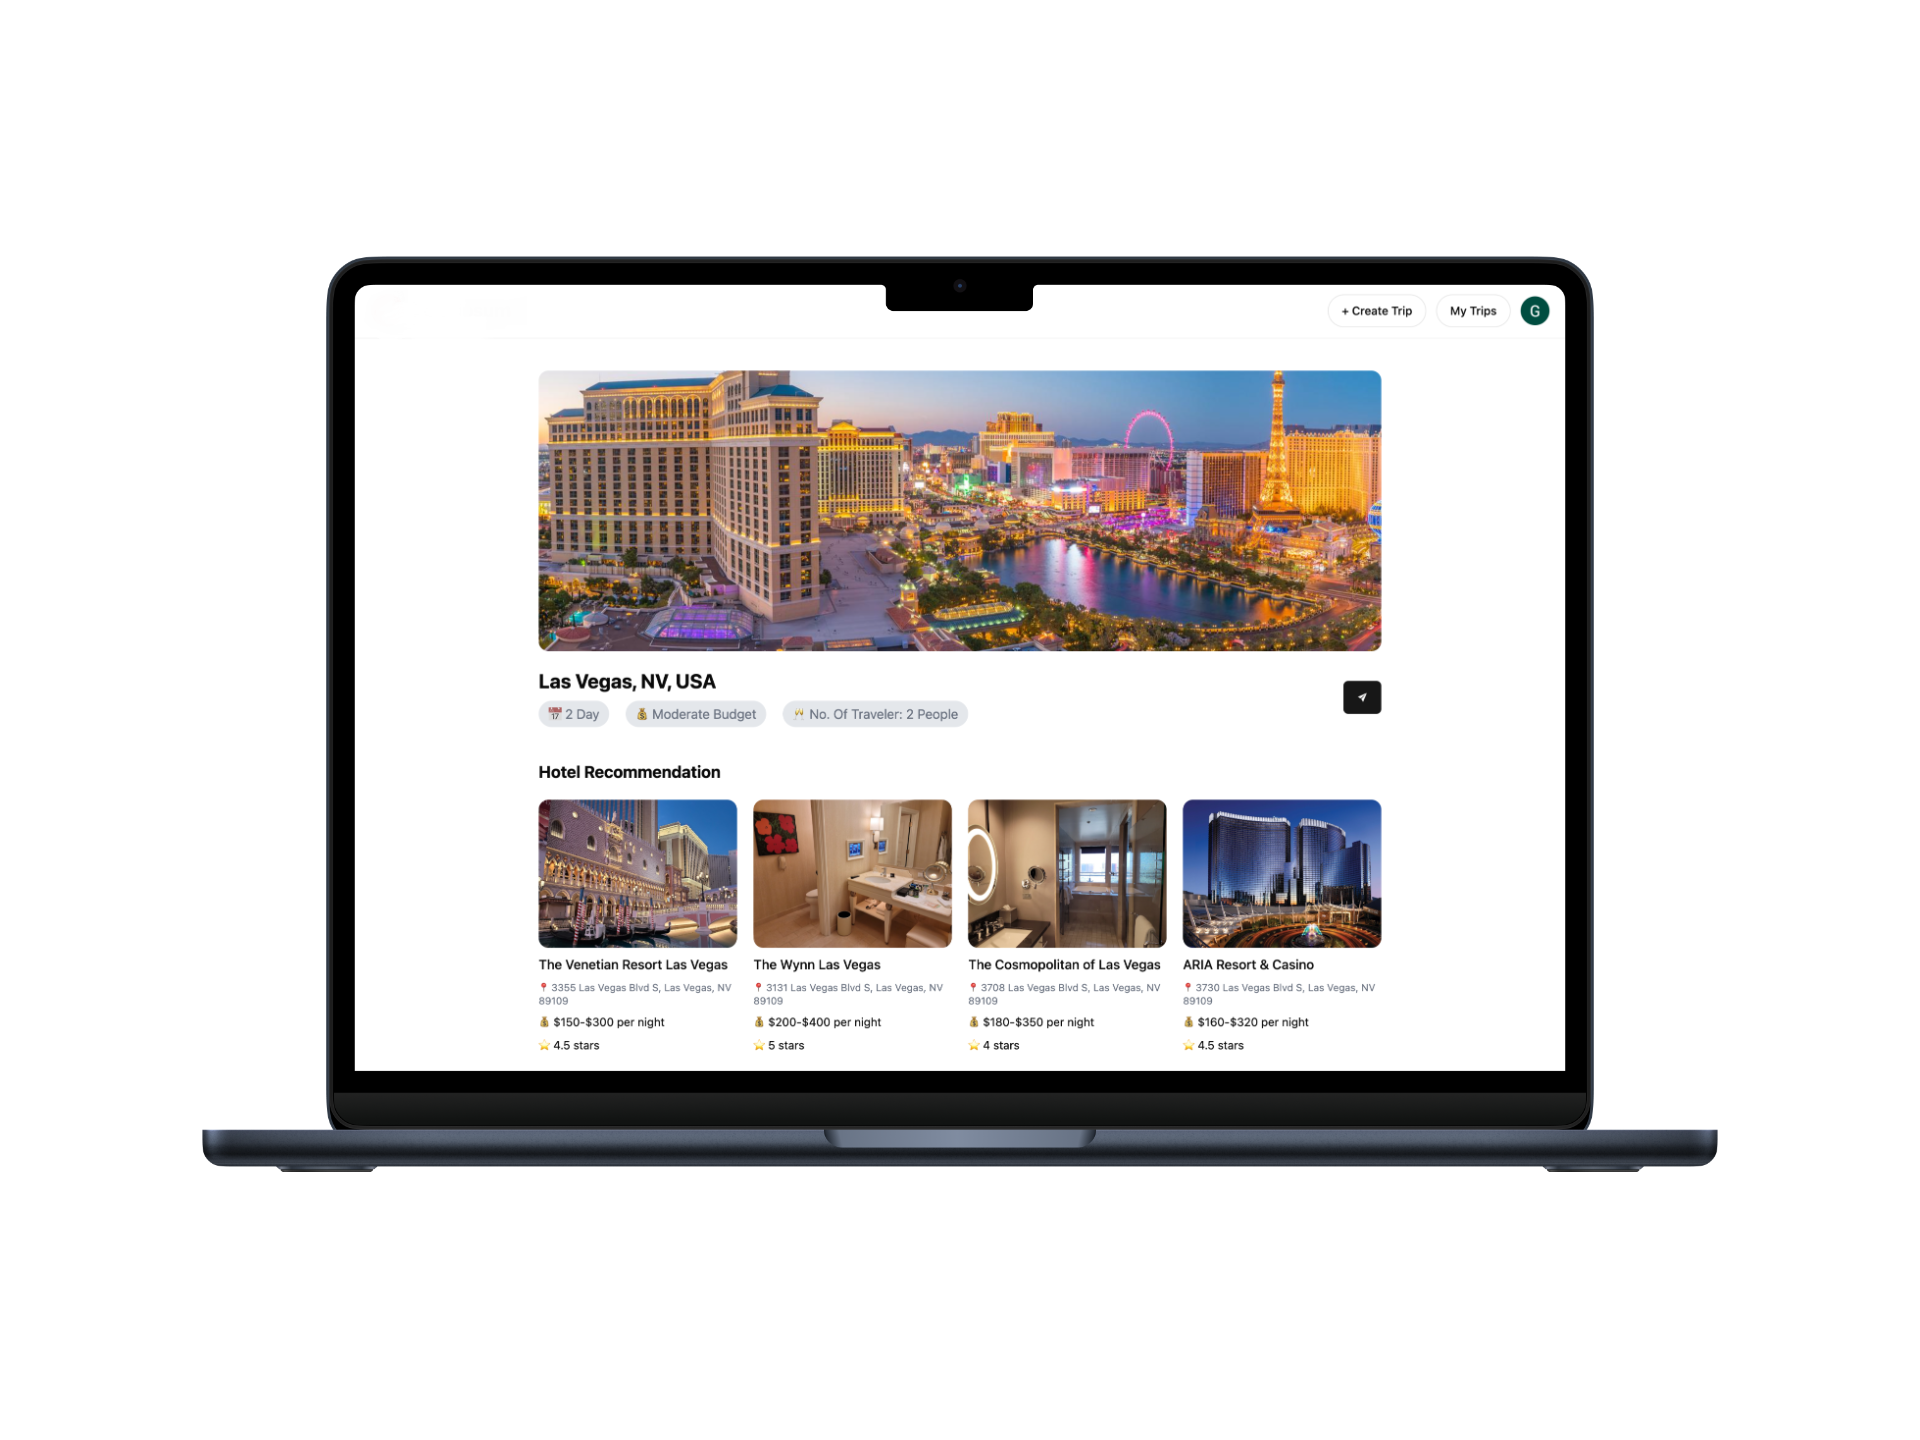 + Create Trip
My Trips
G
Las Vegas, NV, USA
📅 2 Day
💰 Moderate Budget
🥂 No. Of Traveler: 2 People
Hotel Recommendation
The Venetian Resort Las Vegas
📍 3355 Las Vegas Blvd S, Las Vegas, NV
89109
💰 $150-$300 per night
⭐ 4.5 stars
The Wynn Las Vegas
📍 3131 Las Vegas Blvd S, Las Vegas, NV
89109
💰 $200-$400 per night
⭐ 5 stars
The Cosmopolitan of Las Vegas
📍 3708 Las Vegas Blvd S, Las Vegas, NV
89109
💰 $180-$350 per night
⭐ 4 stars
ARIA Resort & Casino
📍 3730 Las Vegas Blvd S, Las Vegas, NV
89109
💰 $160-$320 per night
⭐ 4.5 stars